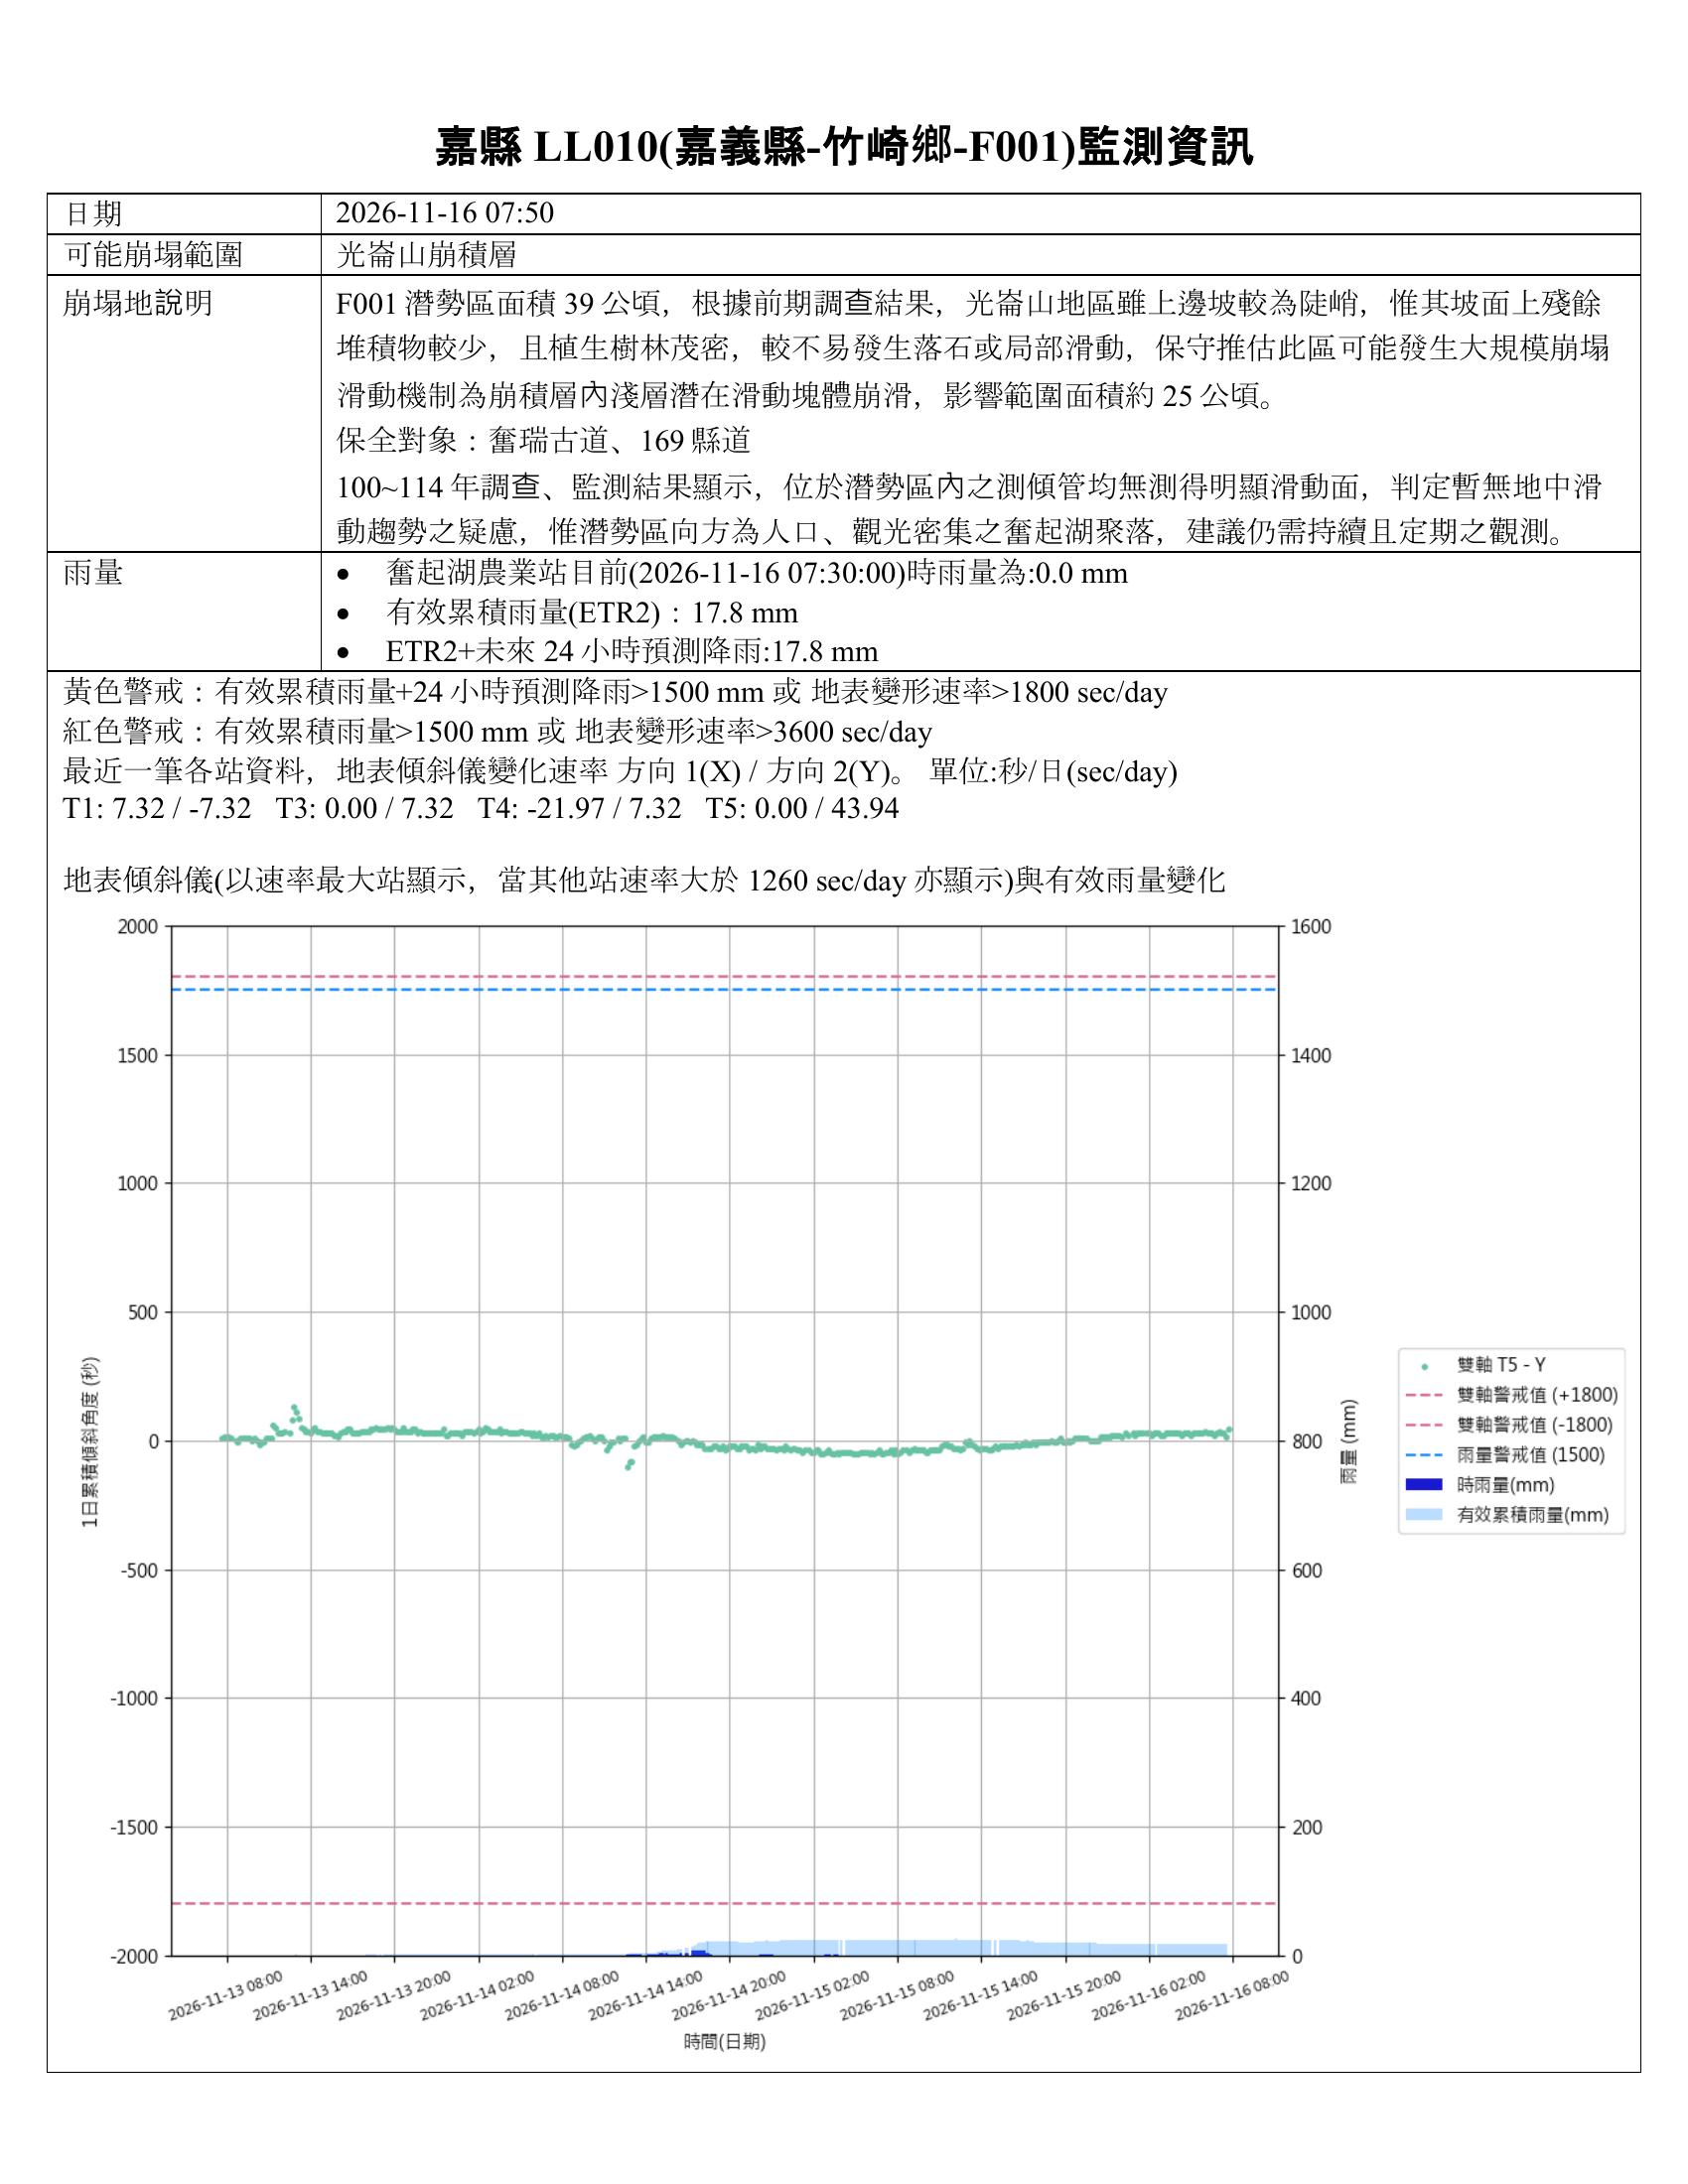 嘉縣 LL010(嘉義縣-竹崎鄉-F001)監測資訊
日期 2026-11-16 07:50
可能崩塌範圍 光崙山崩積層
崩塌地說明 F001 潛勢區面積 39 公頃，根據前期調查結果，光崙山地區雖上邊坡較為陡峭，惟其坡面上殘餘
堆積物較少，且植生樹林茂密，較不易發生落石或局部滑動，保守推估此區可能發生大規模崩塌
滑動機制為崩積層內淺層潛在滑動塊體崩滑，影響範圍面積約 25 公頃。
保全對象：奮瑞古道、169 縣道
100~114 年調查、監測結果顯示，位於潛勢區內之測傾管均無測得明顯滑動面，判定暫無地中滑
動趨勢之疑慮，惟潛勢區向方為人口、觀光密集之奮起湖聚落，建議仍需持續且定期之觀測。
雨量 • 奮起湖農業站目前(2026-11-16 07:30:00)時雨量為:0.0 mm
• 有效累積雨量(ETR2)：17.8 mm
• ETR2+未來 24 小時預測降雨:17.8 mm
黃色警戒：有效累積雨量+24 小時預測降雨>1500 mm 或 地表變形速率>1800 sec/day
紅色警戒：有效累積雨量>1500 mm 或 地表變形速率>3600 sec/day
最近一筆各站資料，地表傾斜儀變化速率 方向 1(X) / 方向 2(Y)。 單位:秒/日(sec/day)
T1: 7.32 / -7.32 T3: 0.00 / 7.32 T4: -21.97 / 7.32 T5: 0.00 / 43.94
地表傾斜儀(以速率最大站顯示，當其他站速率大於 1260 sec/day 亦顯示)與有效雨量變化
2000
1500
1000
500
0
-500
-1000
-1500
-2000
1日累積傾斜角度 (秒)
1600
1400
1200
1000
800
600
400
200
0
雨量 (mm)
雙軸 T5 - Y
雙軸警戒值 (+1800)
雙軸警戒值 (-1800)
雨量警戒值 (1500)
時雨量(mm)
有效累積雨量(mm)
2026-11-13 08:00
2026-11-13 14:00
2026-11-13 20:00
2026-11-14 02:00
2026-11-14 08:00
2026-11-14 14:00
2026-11-14 20:00
2026-11-15 02:00
2026-11-15 08:00
2026-11-15 14:00
2026-11-15 20:00
2026-11-16 02:00
2026-11-16 08:00
時間(日期)